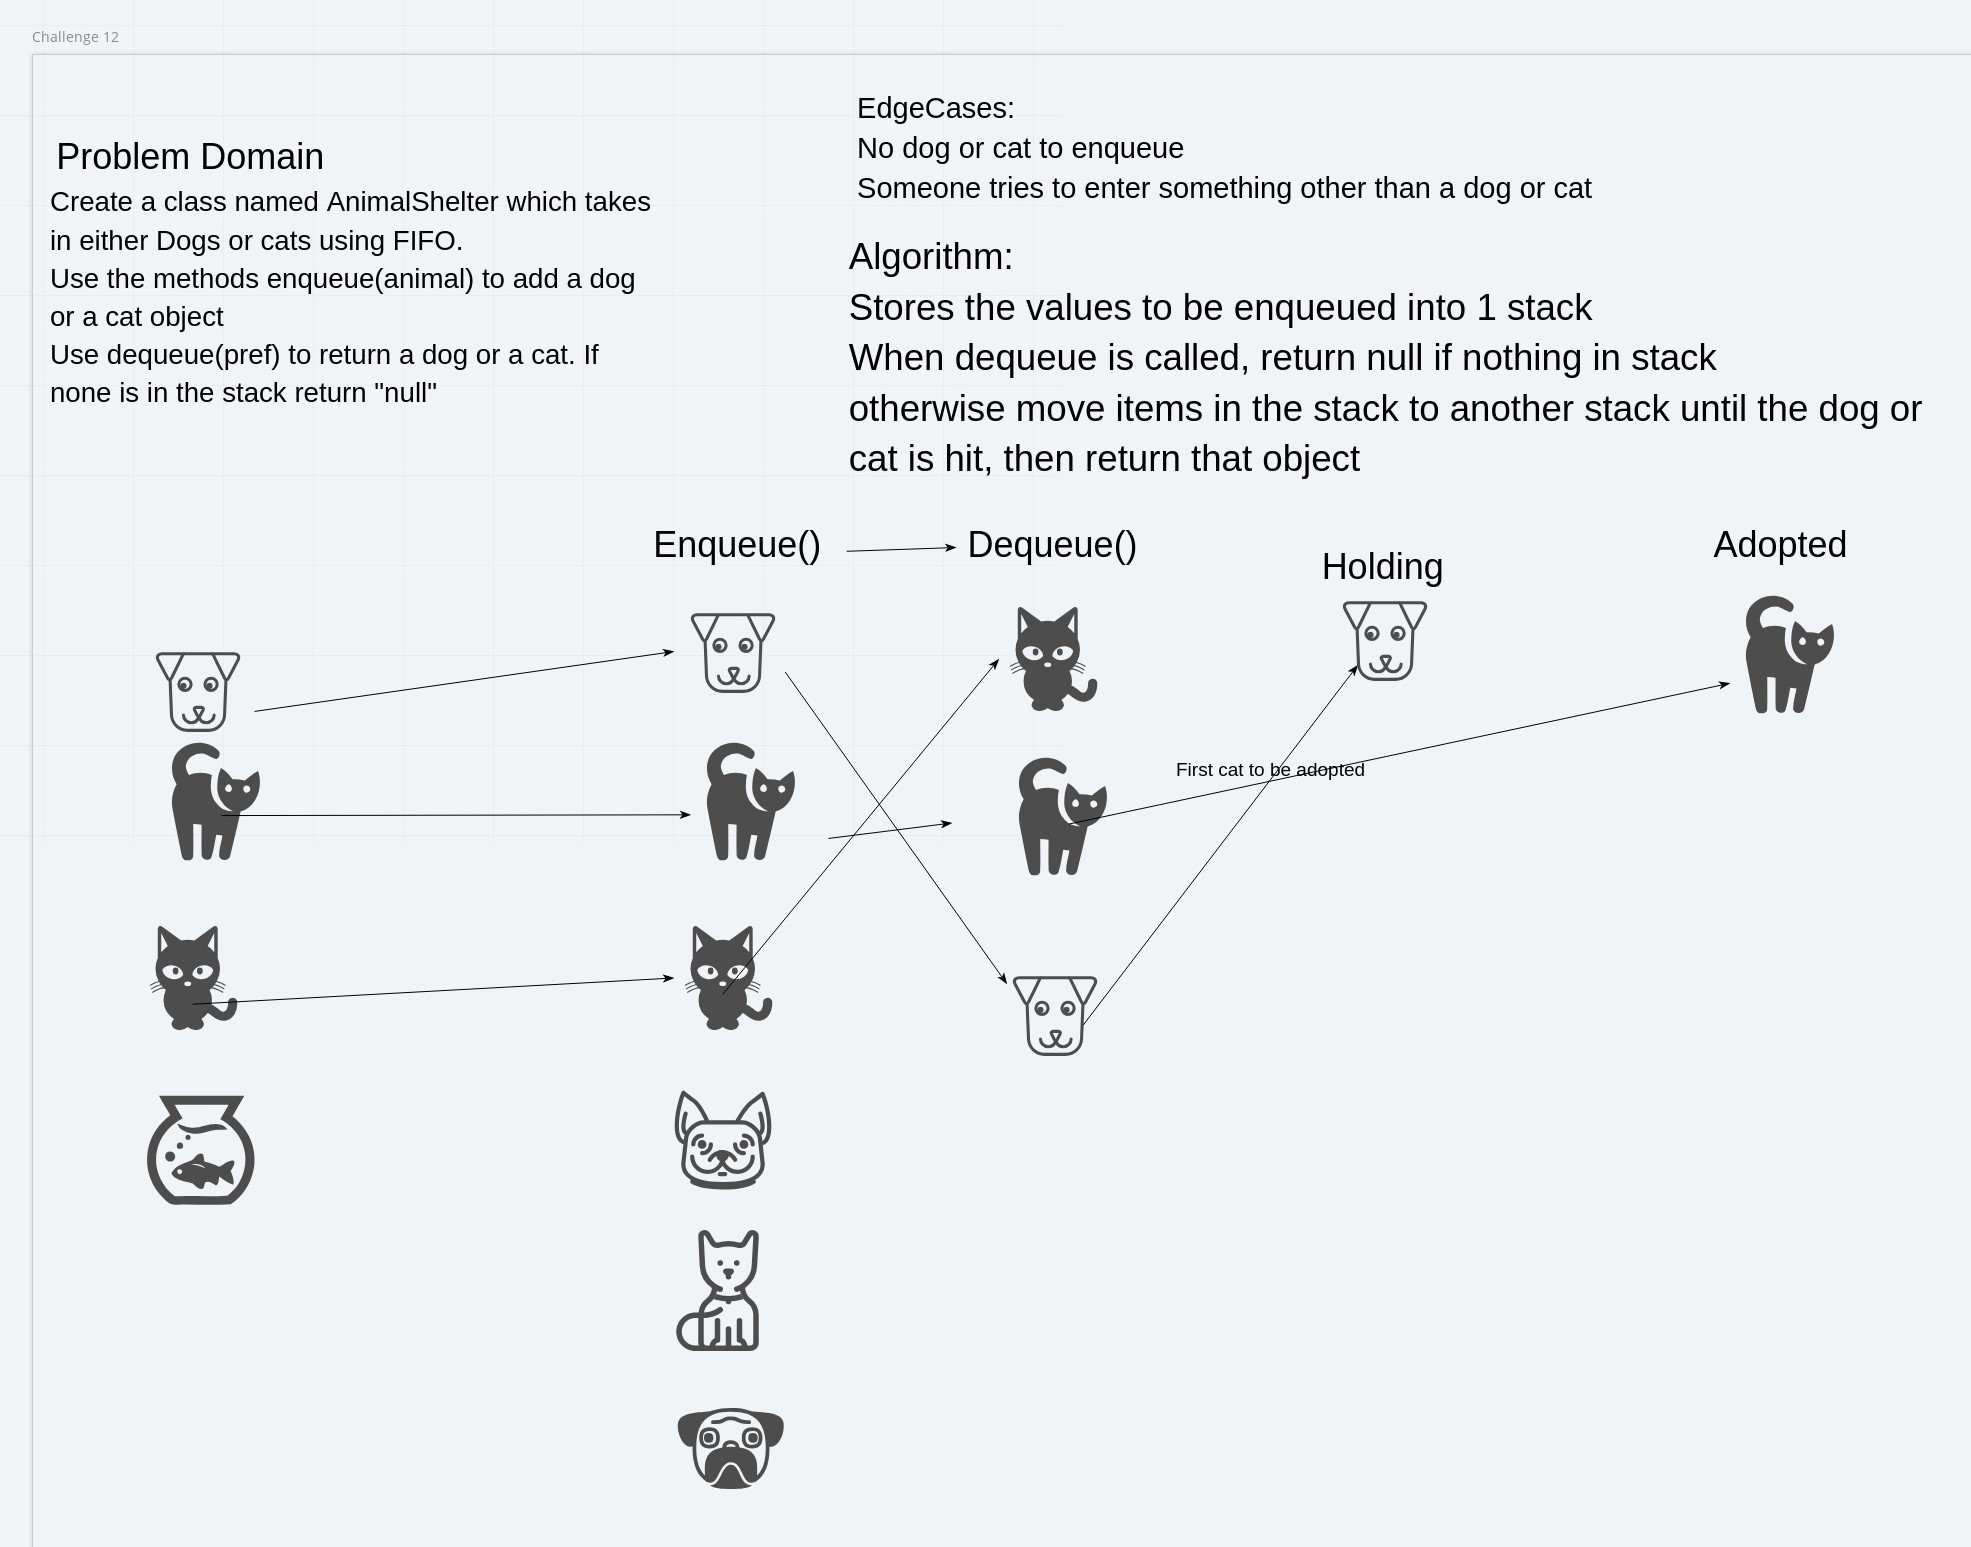 Challenge 12
Problem Domain
Create a class named AnimalShelter which takes
in either Dogs or cats using FIFO.
Use the methods enqueue(animal) to add a dog
or a cat object
Use dequeue(pref) to return a dog or a cat. If
none is in the stack return "null"
EdgeCases:
No dog or cat to enqueue
Someone tries to enter something other than a dog or cat
Algorithm:
Stores the values to be enqueued into 1 stack
When dequeue is called, return null if nothing in stack
otherwise move items in the stack to another stack until the dog or
cat is hit, then return that object
Enqueue()
Dequeue()
Holding
Adopted
First cat to be adopted